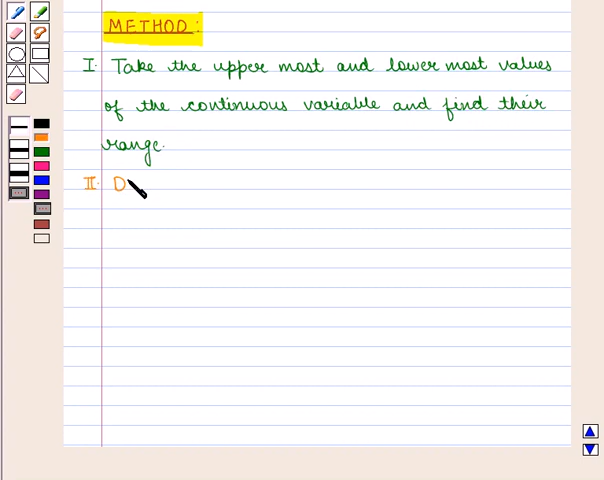 METHOD:
I. Take the upper most and lower most values
of the continuous variable and find their
range.
II. D